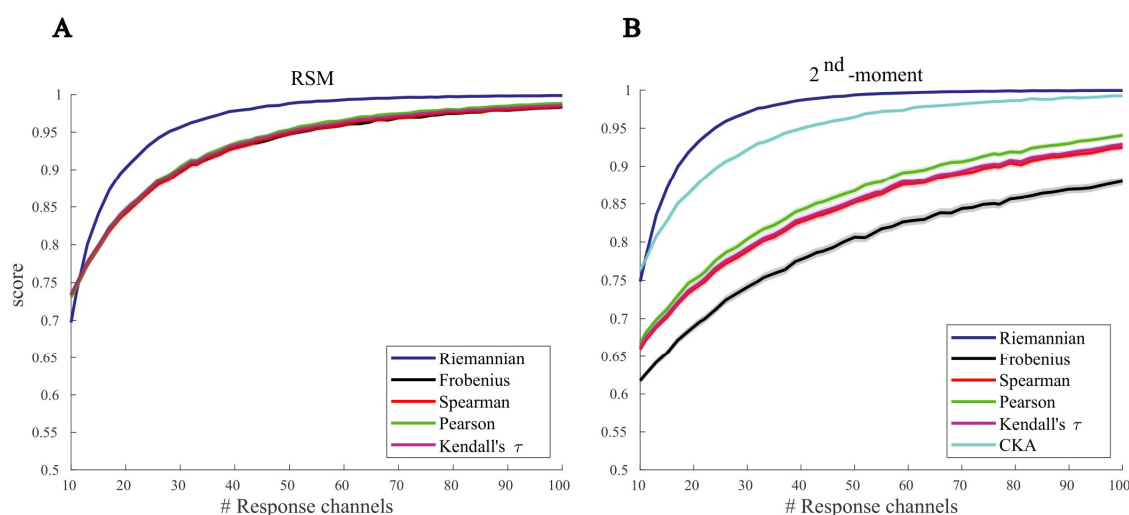 A
RSM
score
1
0.95
0.9
0.85
0.8
0.75
0.7
0.65
0.6
0.55
0.5
10 20 30 40 50 60 70 80 90 100
# Response channels
Riemannian
Frobenius
Spearman
Pearson
Kendall's τ
B
2nd-moment
1
0.95
0.9
0.85
0.8
0.75
0.7
0.65
0.6
0.55
0.5
10 20 30 40 50 60 70 80 90 100
# Response channels
Riemannian
Frobenius
Spearman
Pearson
Kendall's τ
CKA